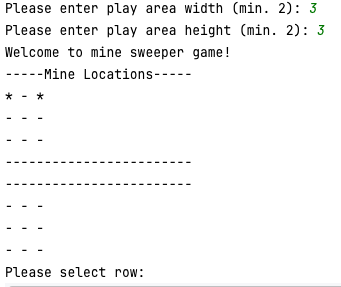 Please enter play area width (min. 2): 3
Please enter play area height (min. 2): 3
Welcome to mine sweeper game!
-----Mine Locations-----
* - *
- - -
- - -
------------------------
------------------------
- - -
- - -
- - -
Please select row: